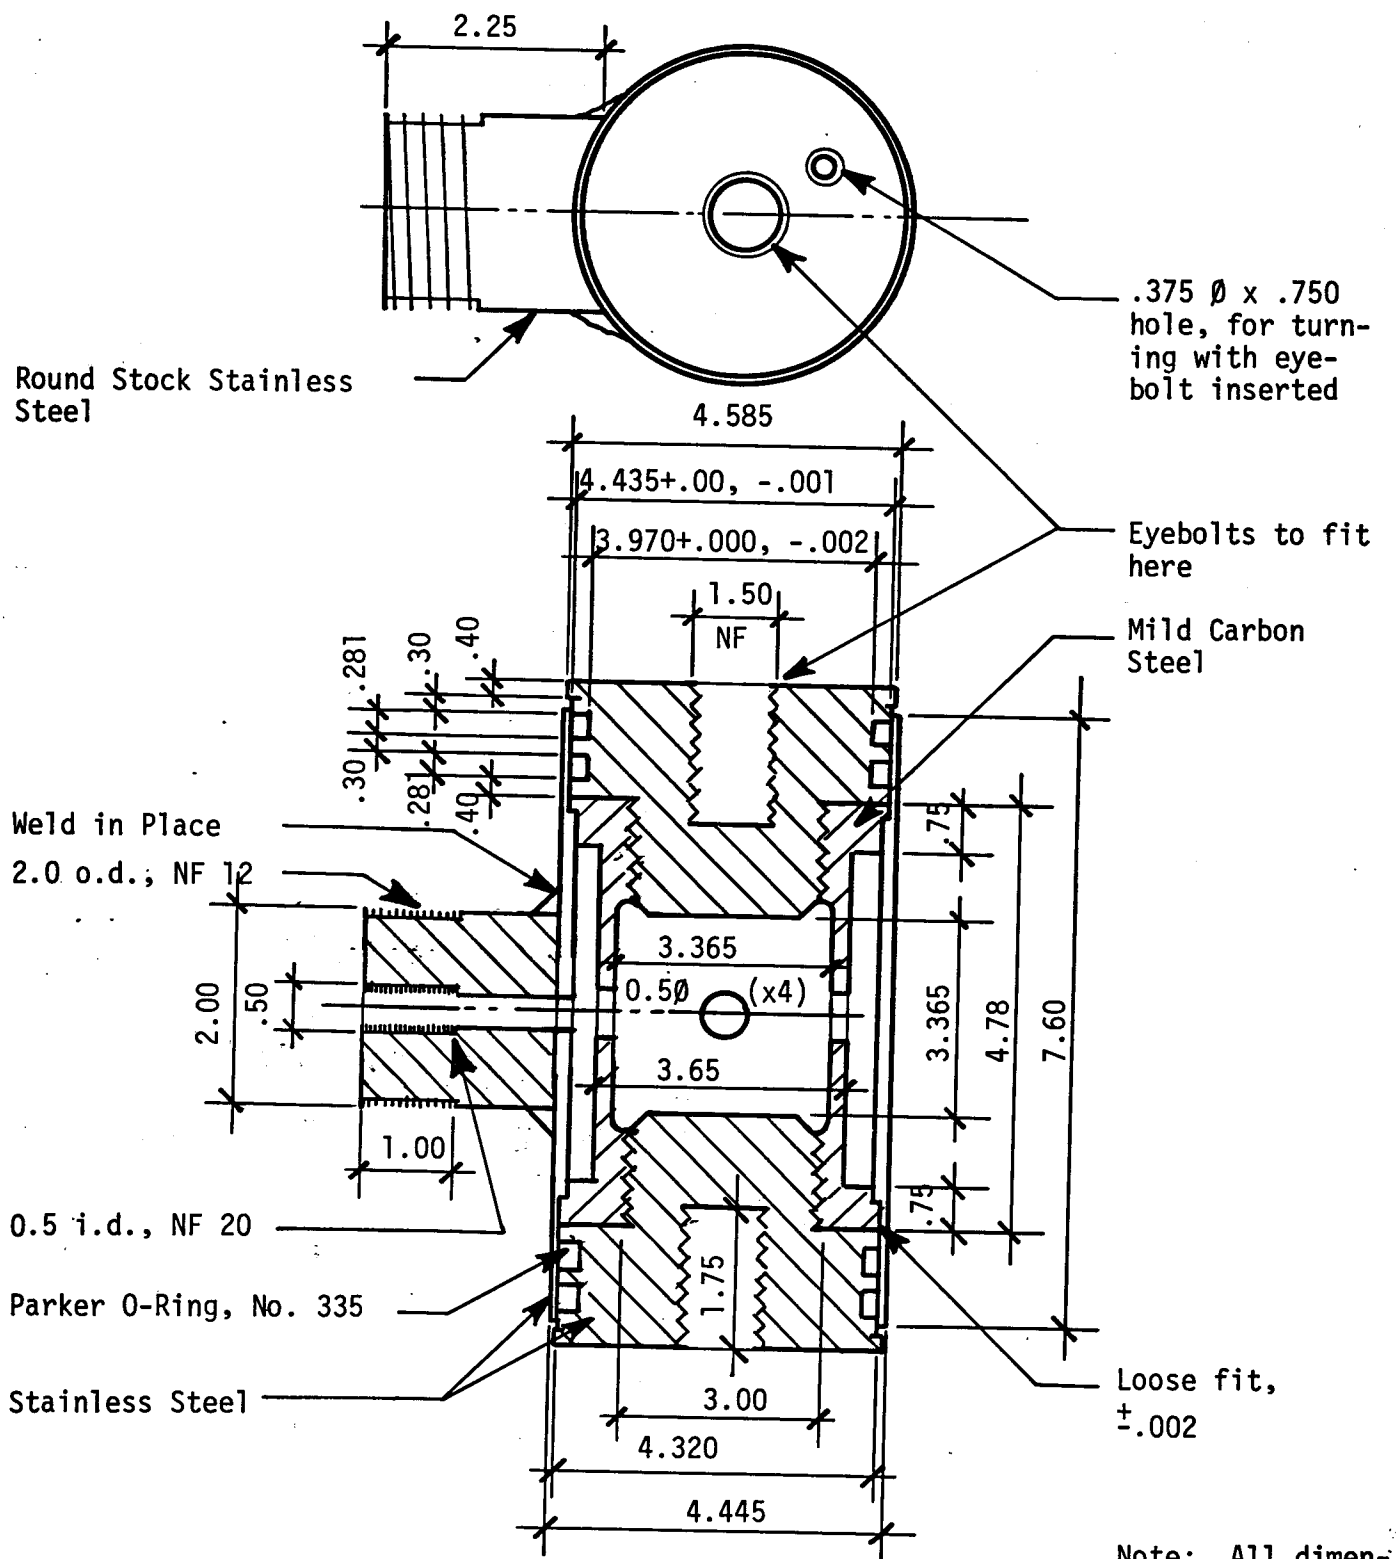 2.25
.375 Ø x .750
hole, for turn-
ing with eye-
bolt inserted
Round Stock Stainless
Steel
4.585
4.435+.00, -.001
3.970+.000, -.002
Eyebolts to fit
here
1.50
NF
Mild Carbon
Steel
.281
.30
.40
.30
.281
.40
Weld in Place
2.0 o.d., NF 12
.75
3.365
0.5Ø (x4)
2.00
.50
3.365
4.78
7.60
3.65
1.00
.75
0.5 i.d., NF 20
1.75
Parker O-Ring, No. 335
Stainless Steel
Loose fit,
±.002
3.00
4.320
4.445
Note: All dimen-